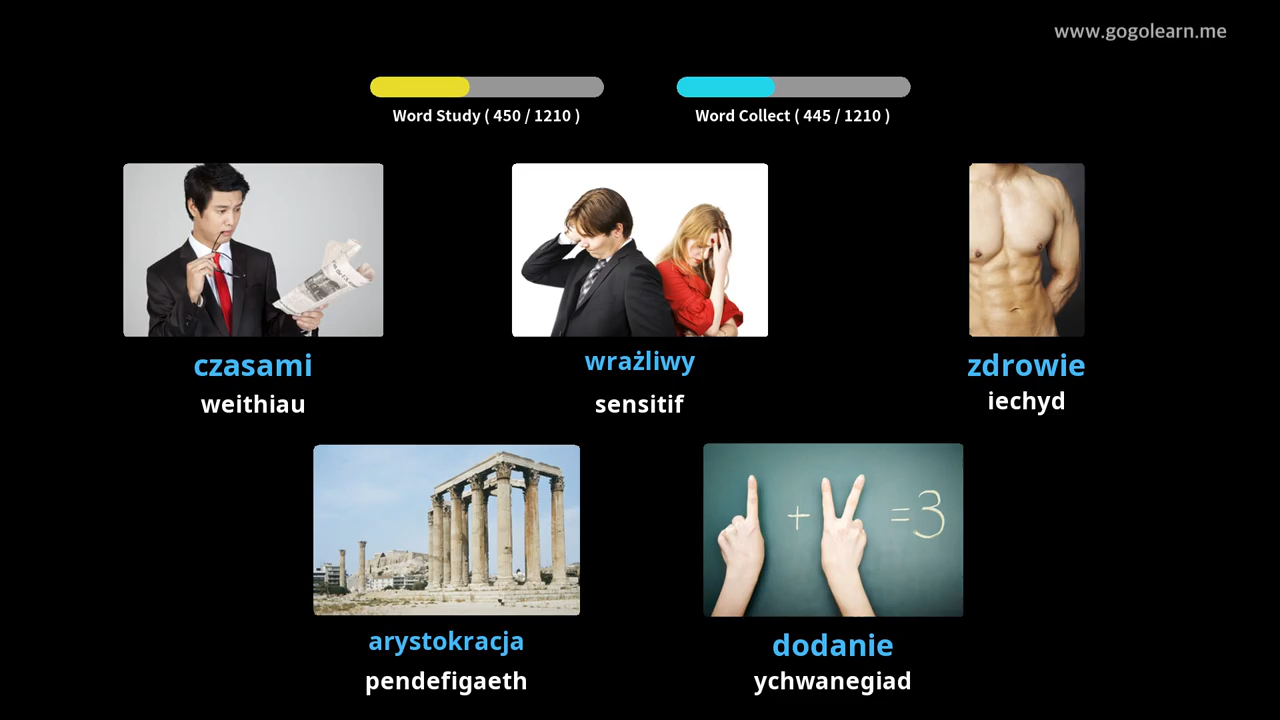 www.gogolearn.me
Word Study ( 450 / 1210 )
Word Collect ( 445 / 1210 )
czasami
weithiau
wrażliwy
sensitif
zdrowie
iechyd
+ =3
arystokracja
pendefigaeth
dodanie
ychwanegiad